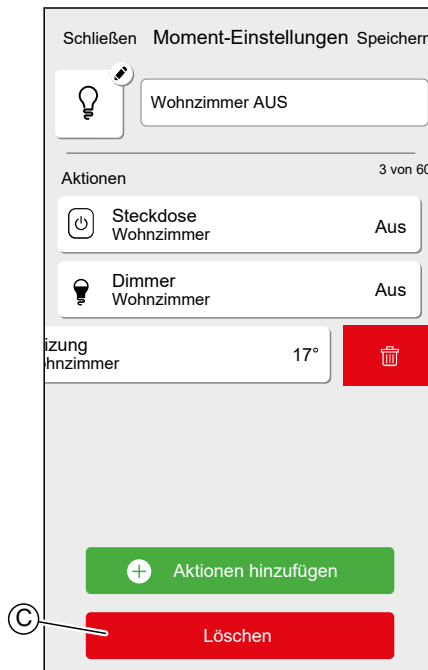 Schließen Moment-Einstellungen Speichern
Wohnzimmer AUS
Aktionen 3 von 60
Steckdose
Wohnzimmer Aus
Dimmer
Wohnzimmer Aus
izung
hnzimmer 17°
Aktionen hinzufügen
C
Löschen